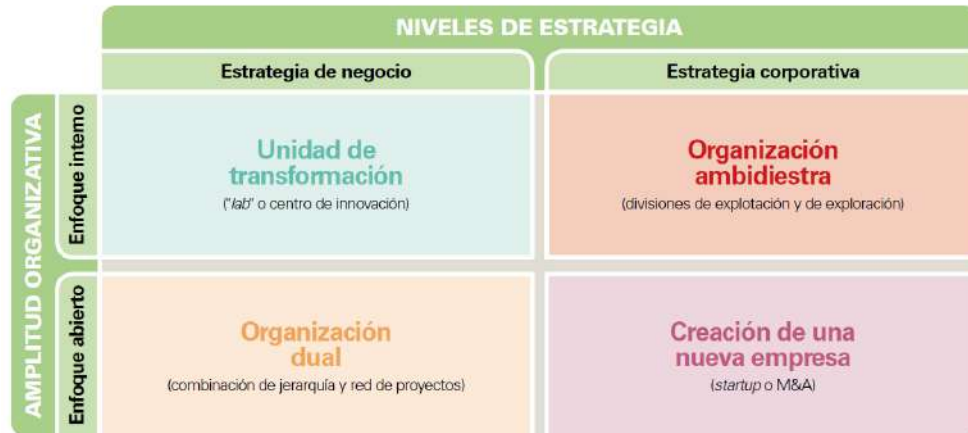 NIVELES DE ESTRATEGIA
Estrategia de negocio
Estrategia corporativa
AMPLITUD ORGANIZATIVA
Enfoque interno
Unidad de
transformación
("lab" o centro de innovación)
Organización
ambidiestra
(divisiones de explotación y de exploración)
Enfoque abierto
Organización
dual
(combinación de jerarquía y red de proyectos)
Creación de una
nueva empresa
(startup o M&A)